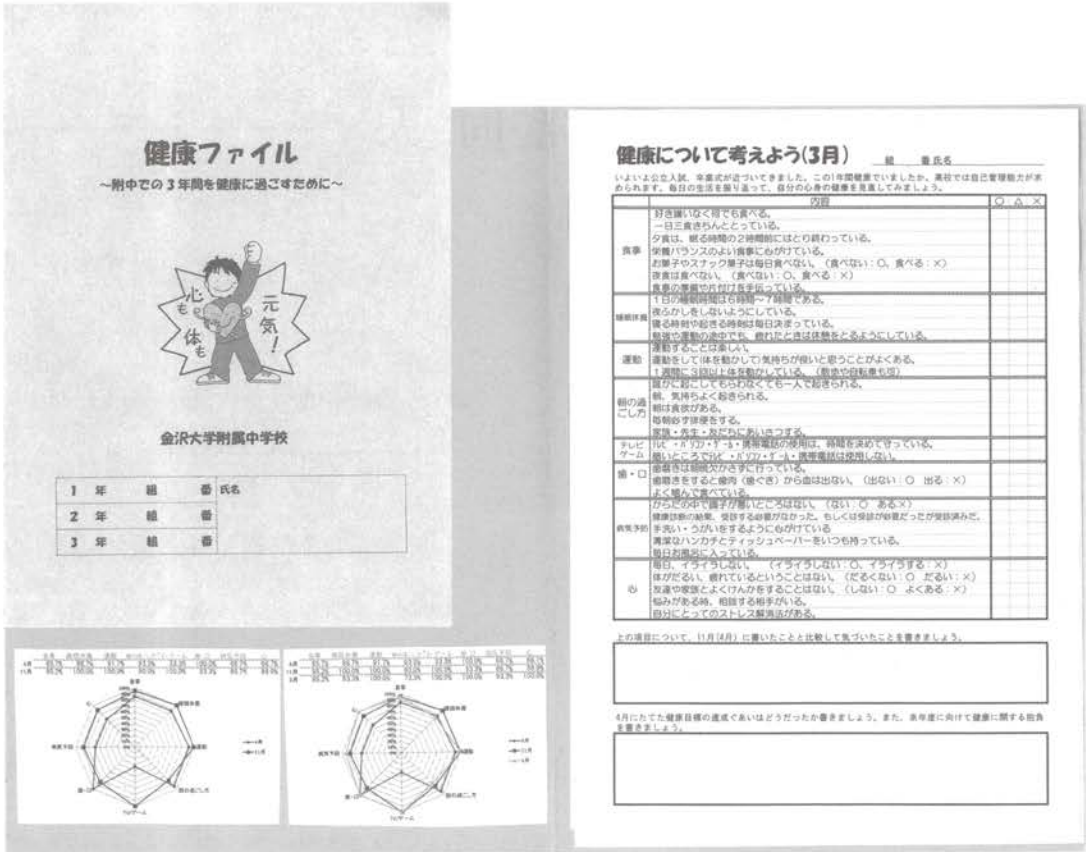 健康ファイル
～附中での3年間を健康に過ごすために～
心も
体も
元気!
金沢大学附属中学校
1 年 組 番 氏名
2 年 組 番
3 年 組 番
健康について考えよう(3月) 組 番氏名
いよいよ公立入試、卒業式が近づいてきました。この1年間健康でいましたか。高校では自己管理能力が求
められます。毎日の生活を振り返って、自分の心身の健康を見直してみましょう。
内容 ○ △ ×
食事
好き嫌いなく何でも食べる。
一日三食きちんととっている。
夕食は、眠る時間の2時間前にはとり終わっている。
栄養バランスのよい食事に心がけている。
お菓子やスナック菓子は毎日食べない。(食べない:○、食べる:×)
夜食は食べない。(食べない:○、食べる:×)
食事の準備や片付けを手伝っている。
睡眠休養
1日の睡眠時間は6時間～7時間である。
夜ふかしをしないようにしている。
寝る時刻や起きる時刻は毎日決まっている。
勉強や運動の途中でも、疲れたときは休憩をとるようにしている。
運動
運動することは楽しい。
運動をして(体を動かして)気持ちが良いと思うことがよくある。
1週間に3回以上体を動かしている。(散歩や自転車も可)
朝の過ごし方
誰かに起こしてもらわなくても一人で起きられる。
朝、気持ちよく起きられる。
朝は食欲がある。
毎朝必ず排便をする。
家族・先生・友だちにあいさつする。
テレビゲーム
テレビ・パソコン・ゲーム・携帯電話の使用は、時間を決めて守っている。
暗いところでテレビ・パソコン・ゲーム・携帯電話は使用しない。
歯・口
歯磨きは朝晩欠かさずに行っている。
歯磨きをすると歯肉(歯ぐき)から血は出ない。(出ない:○ 出る:×)
よく噛んで食べている。
病気予防
からだの中で調子が悪いところはない。(ない:○ ある:×)
健康診断の結果、受診する必要がなかった。もしくは受診が必要だったが受診済みだ。
手洗い・うがいをするように心がけている
清潔なハンカチとティッシュペーパーをいつも持っている。
毎日お風呂に入っている。
心
毎日、イライラしない。 (イライラしない:○、イライラする:×)
体がだるい、疲れているということはない。(だるくない:○ だるい:×)
友達や家族とよくけんかをすることはない。(しない:○ よくある:×)
悩みがある時、相談する相手がいる。
自分にとってのストレス解消法がある。
上の項目について、11月(4月)に書いたことと比較して気づいたことを書きましょう。
4月にたてた健康目標の達成ぐあいはどうだったか書きましょう。また、来年度に向けて健康に関する抱負
を書きましょう。